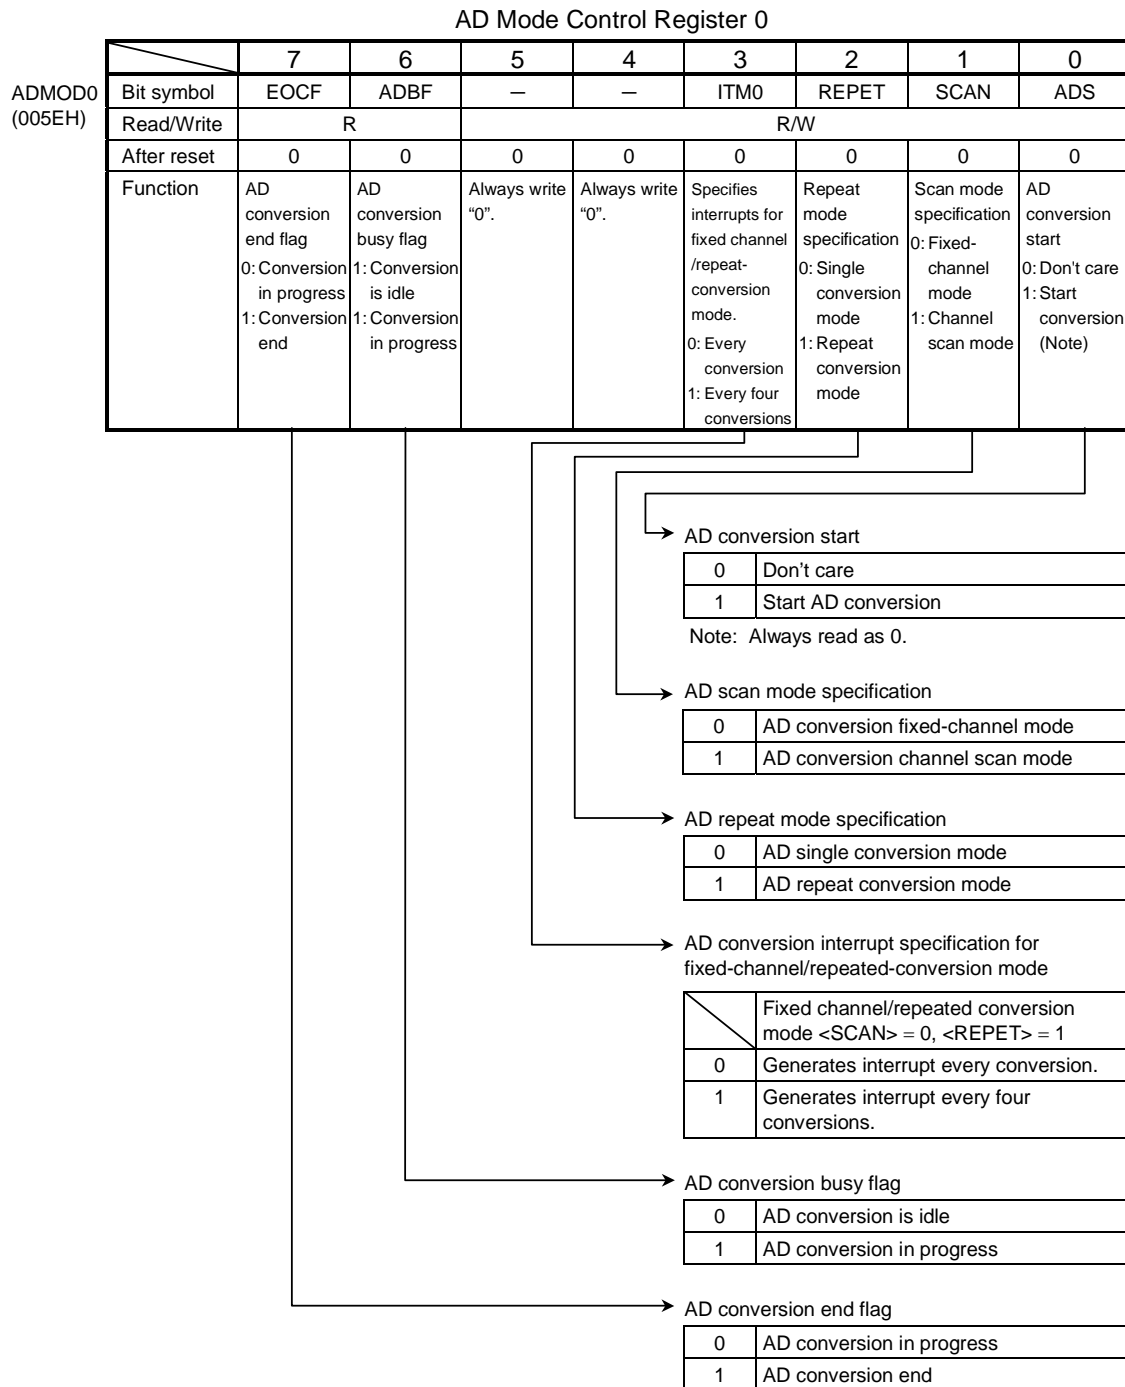 AD Mode Control Register 0
7 6 5 4 3 2 1 0
ADMOD0
(005EH)
Bit symbol EOCF ADBF — — ITM0 REPET SCAN ADS
Read/Write R R/W
After reset 0 0 0 0 0 0 0 0
Function
AD
conversion
end flag
0: Conversion
in progress
1: Conversion
end
AD
conversion
busy flag
1: Conversion
is idle
1: Conversion
in progress
Always write
“0”.
Always write
“0”.
Specifies
interrupts for
fixed channel
/repeat-
conversion
mode.
0: Every
conversion
1: Every four
conversions
Repeat
mode
specification
0: Single
conversion
mode
1: Repeat
conversion
mode
Scan mode
specification
0: Fixed-
channel
mode
1: Channel
scan mode
AD
conversion
start
0: Don't care
1: Start
conversion
(Note)
AD conversion start
0 Don’t care
1 Start AD conversion
Note: Always read as 0.
AD scan mode specification
0 AD conversion fixed-channel mode
1 AD conversion channel scan mode
AD repeat mode specification
0 AD single conversion mode
1 AD repeat conversion mode
AD conversion interrupt specification for
fixed-channel/repeated-conversion mode
Fixed channel/repeated conversion
mode <SCAN> = 0, <REPET> = 1
0 Generates interrupt every conversion.
1 Generates interrupt every four
conversions.
AD conversion busy flag
0 AD conversion is idle
1 AD conversion in progress
AD conversion end flag
0 AD conversion in progress
1 AD conversion end